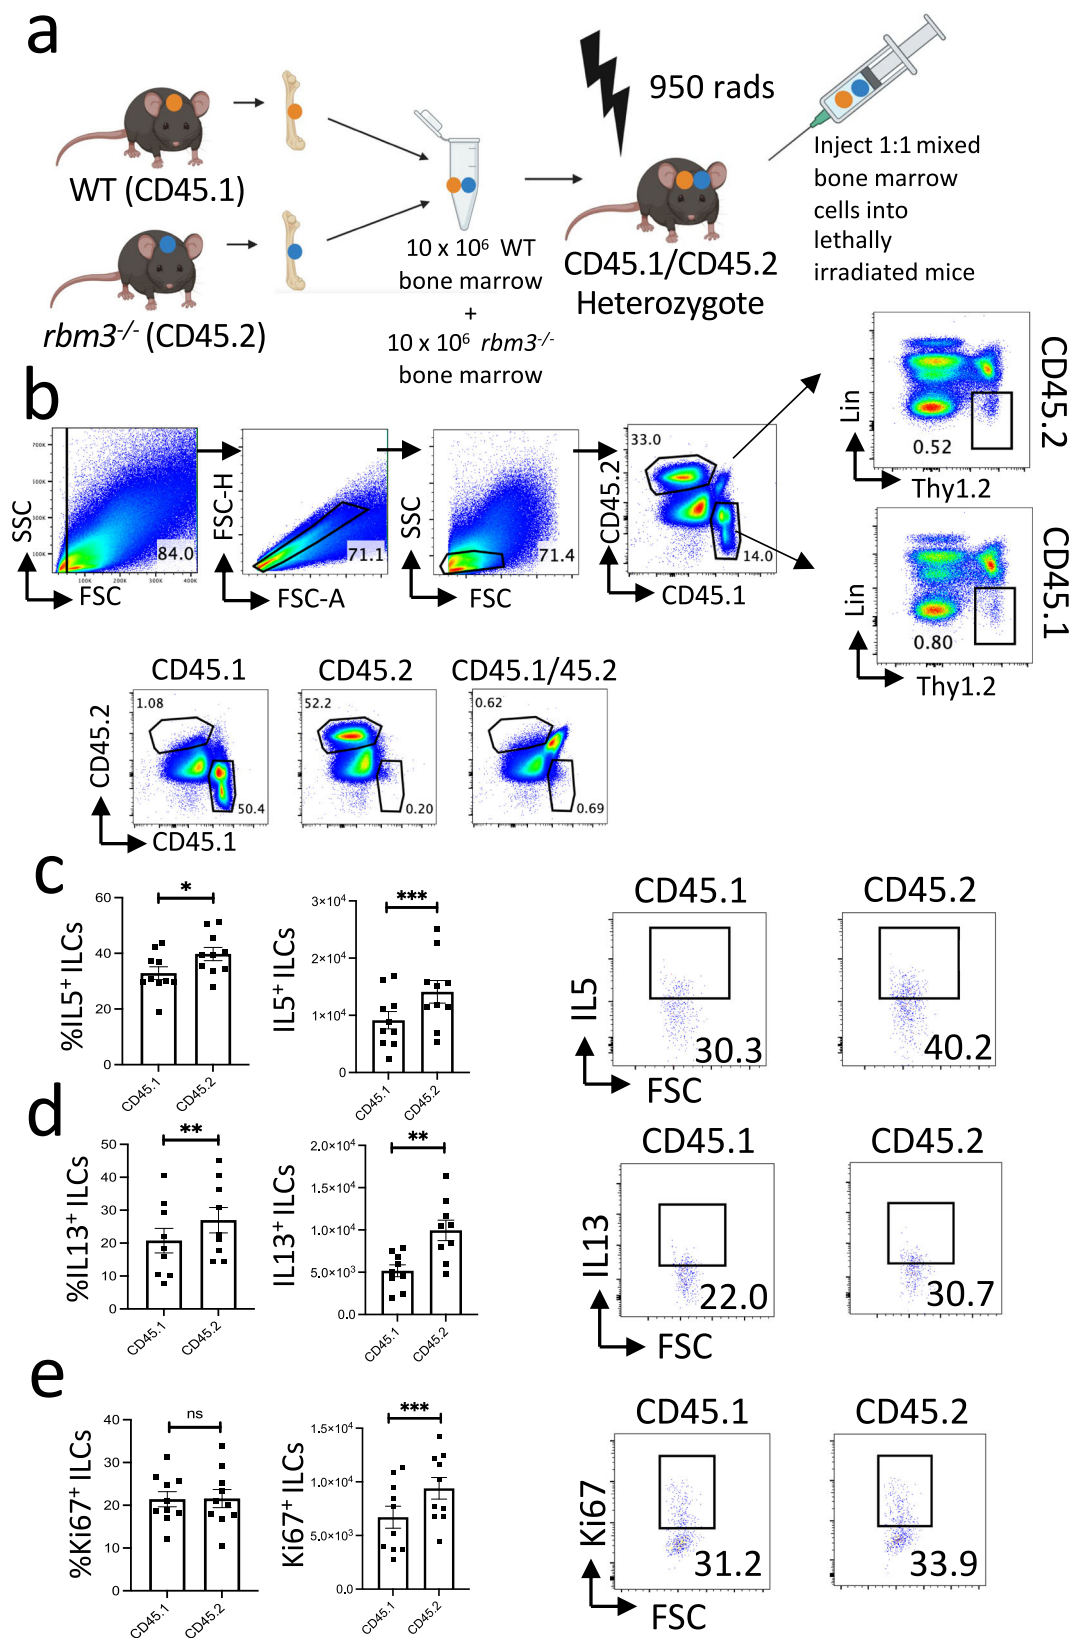 a
950 rads
WT (CD45.1)
rbm3-/- (CD45.2)
10 x 10⁶ WT
bone marrow
+
10 x 10⁶ rbm3-/-
bone marrow
CD45.1/CD45.2
Heterozygote
Inject 1:1 mixed
bone marrow
cells into
lethally
irradiated mice
b
SSC
700K
100K
84.0
100K 200K 300K 400K
FSC
FSC-H
71.1
FSC-A
SSC
71.4
FSC
CD45.2
33.0
14.0
CD45.1
Lin
0.52
Thy1.2
CD45.2
Lin
0.80
Thy1.2
CD45.1
CD45.1
CD45.2
CD45.1/45.2
CD45.2
1.08
50.4
52.2
0.20
0.62
0.69
CD45.1
c
%IL5⁺ ILCs
60
40
20
0
*
CD45.1
CD45.2
IL5⁺ ILCs
3×10⁴
2×10⁴
1×10⁴
0
***
CD45.1
CD45.2
CD45.1
CD45.2
IL5
30.3
40.2
FSC
d
%IL13⁺ ILCs
50
40
30
20
10
0
**
CD45.1
CD45.2
IL13⁺ ILCs
2.0×10⁴
1.5×10⁴
1.0×10⁴
5.0×10³
0.0
**
CD45.1
CD45.2
CD45.1
CD45.2
IL13
22.0
30.7
FSC
e
%Ki67⁺ ILCs
40
30
20
10
0
ns
CD45.1
CD45.2
Ki67⁺ ILCs
1.5×10⁴
1.0×10⁴
5.0×10³
0.0
***
CD45.1
CD45.2
CD45.1
CD45.2
Ki67
31.2
33.9
FSC